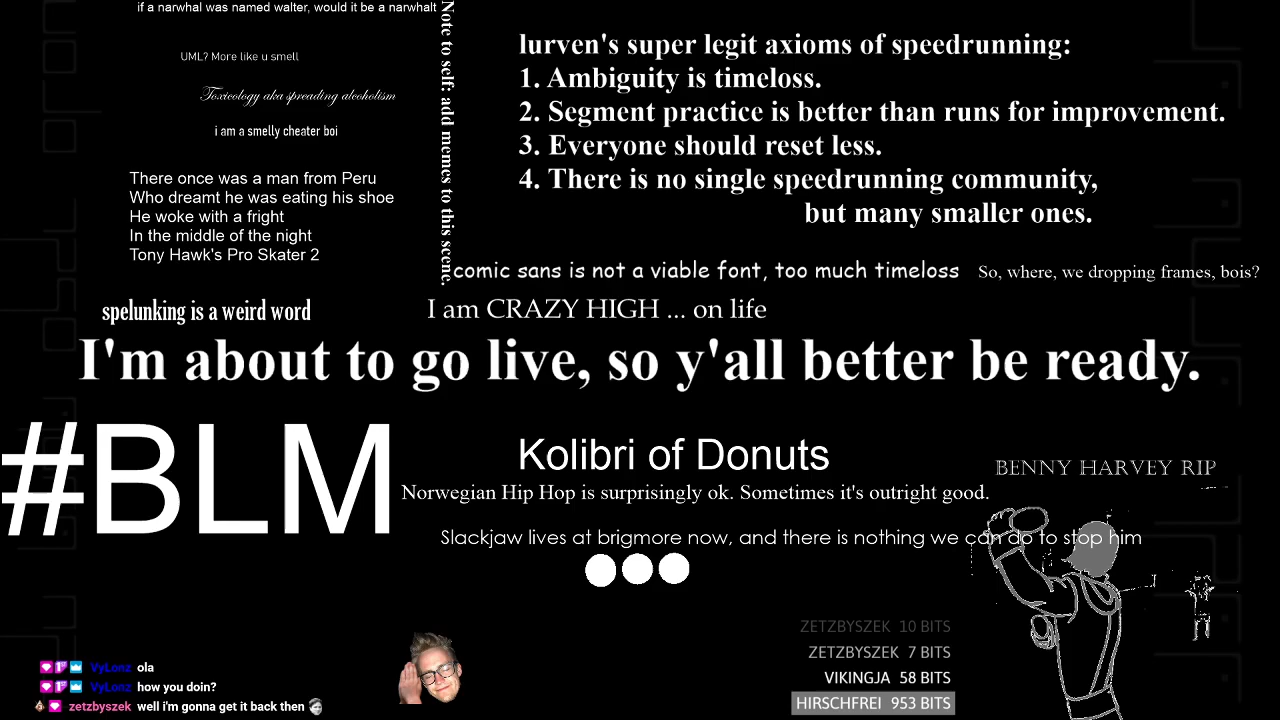 if a narwhal was named walter, would it be a narwhalt
Note to self: add memes to this scene.
UML? More like u smell
Toxicology aka spreading alcoholism
i am a smelly cheater boi
There once was a man from Peru
Who dreamt he was eating his shoe
He woke with a fright
In the middle of the night
Tony Hawk's Pro Skater 2
lurven's super legit axioms of speedrunning:
1. Ambiguity is timeless.
2. Segment practice is better than runs for improvement.
3. Everyone should reset less.
4. There is no single speedrunning community,
but many smaller ones.
comic sans is not a viable font, too much timeloss
So, where, we dropping frames, bois?
spelunking is a weird word
I am CRAZY HIGH ... on life
I'm about to go live, so y'all better be ready.
#BLM
Kolibri of Donuts
Norwegian Hip Hop is surprisingly ok. Sometimes it's outright good.
BENNY HARVEY RIP
Slackjaw lives at brigmore now, and there is nothing we can do to stop him
ZETZBYSZEK 10 BITS
ZETZBYSZEK 7 BITS
VIKINGJA 58 BITS
HIRSCHFREI 953 BITS
VyLonz ola
VyLonz how you doin?
zetzbyszek well i'm gonna get it back then